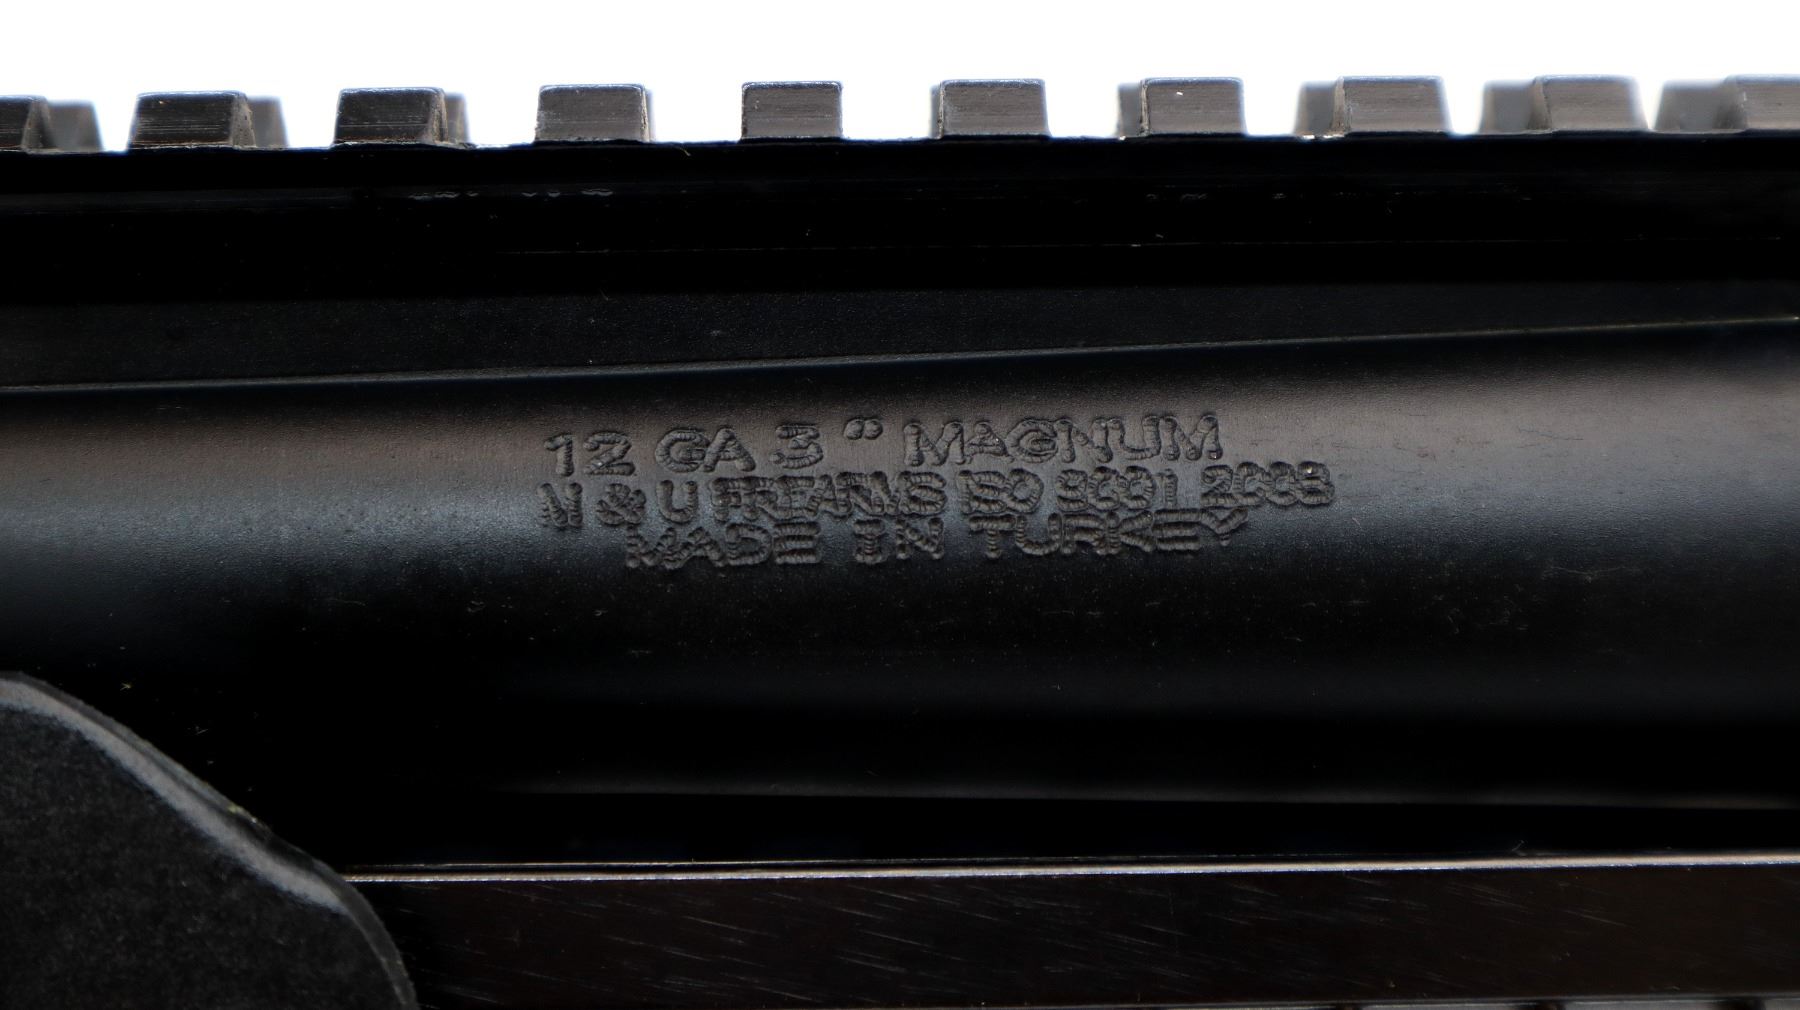 12 GA 3 " MAGNUM
N & U FIREARMS ISO 9001 2008
MADE IN TURKEY